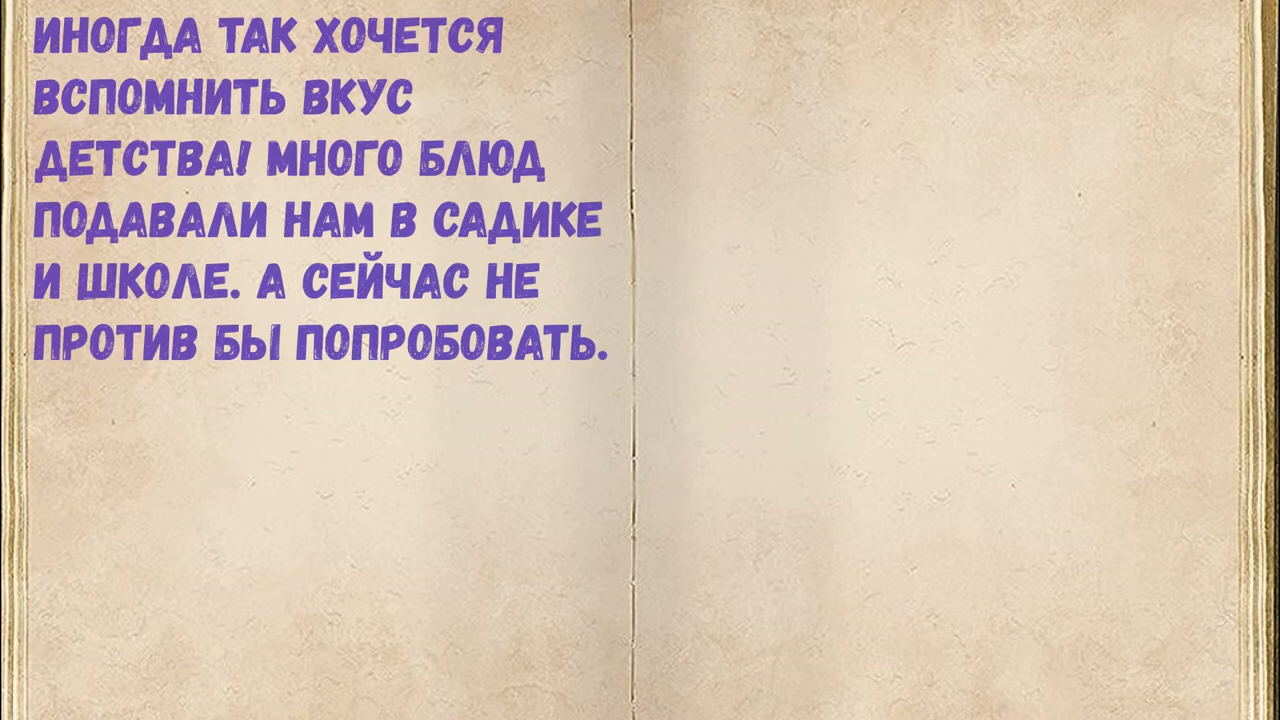 ИНОГДА ТАК ХОЧЕТСЯ
ВСПОМНИТЬ ВКУС
ДЕТСТВА! МНОГО БЛЮД
ПОДАВАЛИ НАМ В САДИКЕ
И ШКОЛЕ. А СЕЙЧАС НЕ
ПРОТИВ БЫ ПОПРОБОВАТЬ.